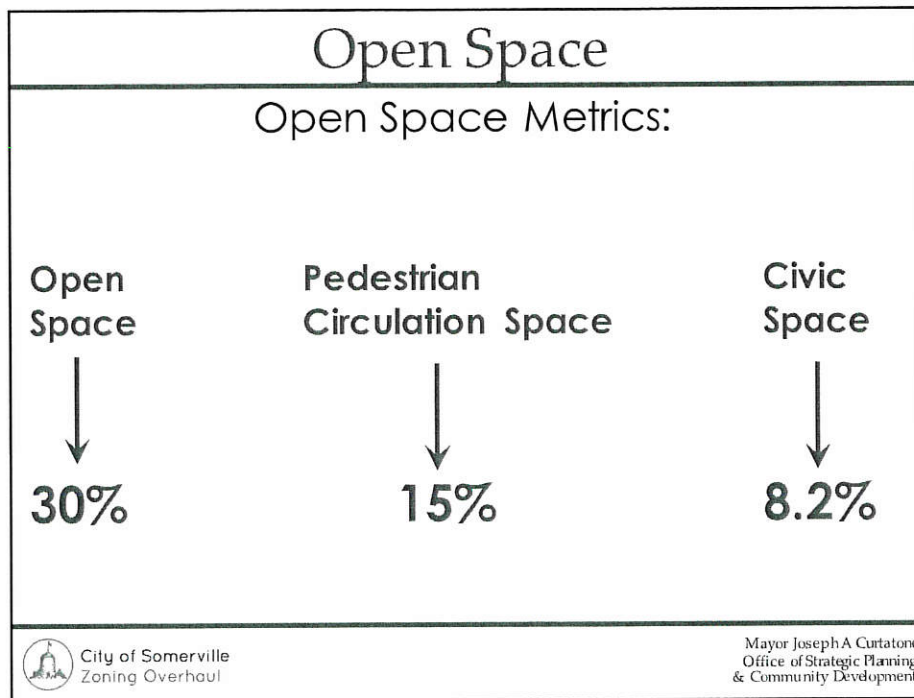 Open Space
Open Space Metrics:
Open
Space
30%
Pedestrian
Circulation Space
15%
Civic
Space
8.2%
City of Somerville
Zoning Overhaul
Mayor Joseph A Curtatone
Office of Strategic Planning
& Community Development